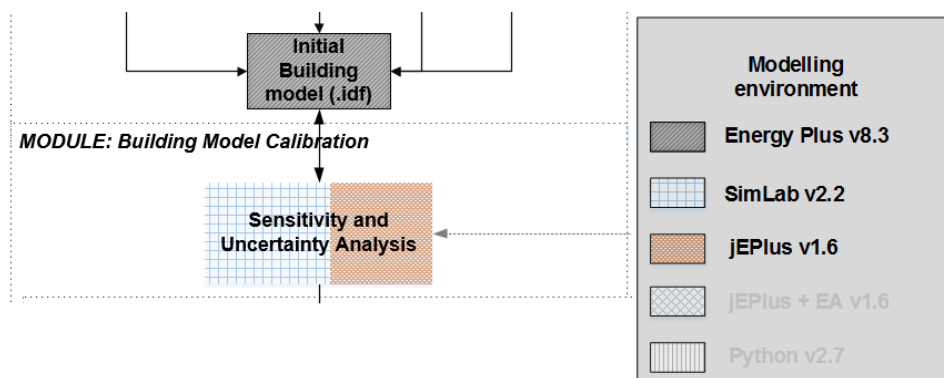 Initial
Building
model (.idf)
MODULE: Building Model Calibration
Sensitivity and
Uncertainty Analysis
Modelling
environment
Energy Plus v8.3
SimLab v2.2
jEPlus v1.6
jEPlus + EA v1.6
Python v2.7